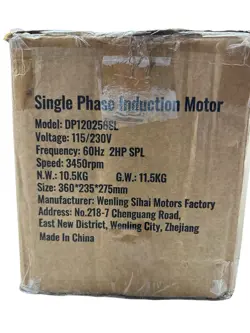 Single Phase Induction Motor
Model: DP120258SL
Voltage: 115/230V
Frequency: 60Hz 2HP SPL
Speed: 3450rpm
N.W.: 10.5KG G.W.: 11.5KG
Size: 360*235*275mm
Manufacturer: Wenling Sihai Motors Factory
Address: No.218-7 Chenguang Road,
East New District, Wenling City, Zhejiang
Made In China